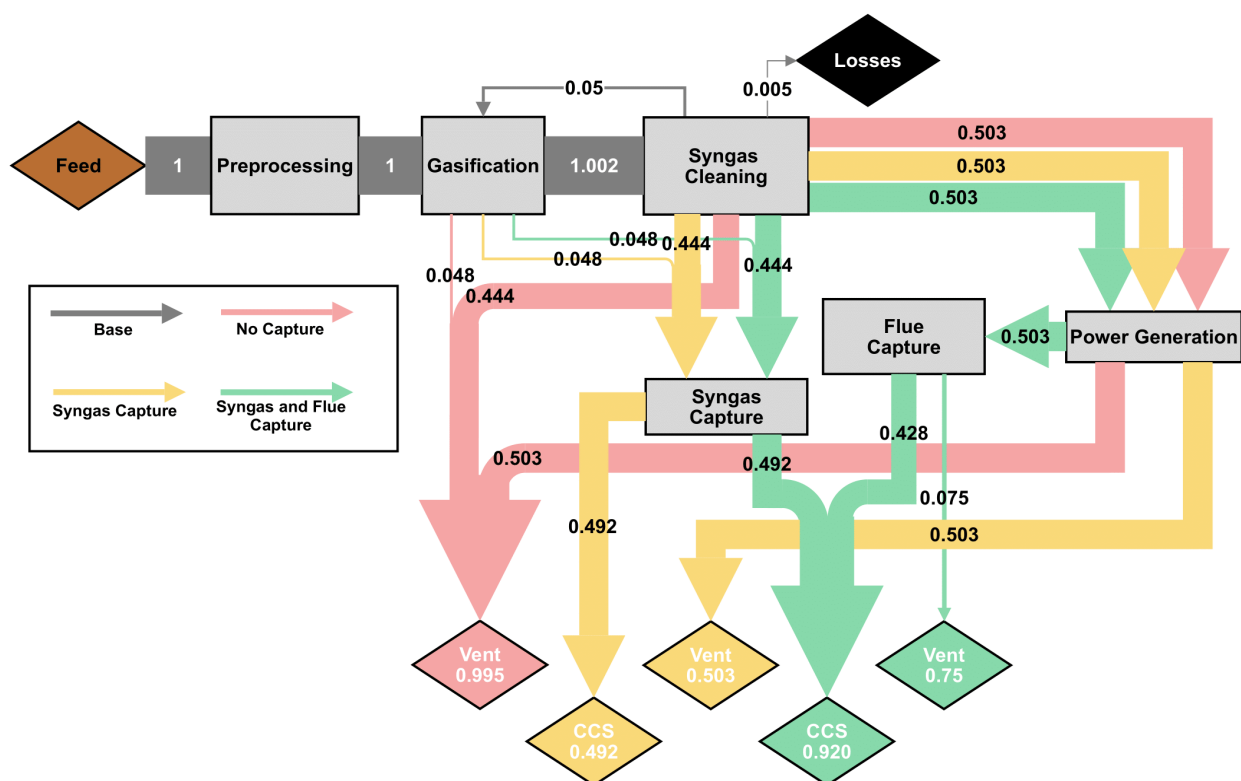 Losses
0.05
0.005
Feed
1
Preprocessing
1
Gasification
1.002
Syngas
Cleaning
0.503
0.503
0.503
0.048
0.444
0.048
0.444
0.048
0.444
Base
No Capture
Syngas Capture
Syngas and Flue
Capture
Flue
Capture
0.503
Power Generation
Syngas
Capture
0.428
0.503
0.492
0.075
0.492
0.503
Vent
0.995
Vent
0.503
Vent
0.75
CCS
0.492
CCS
0.920